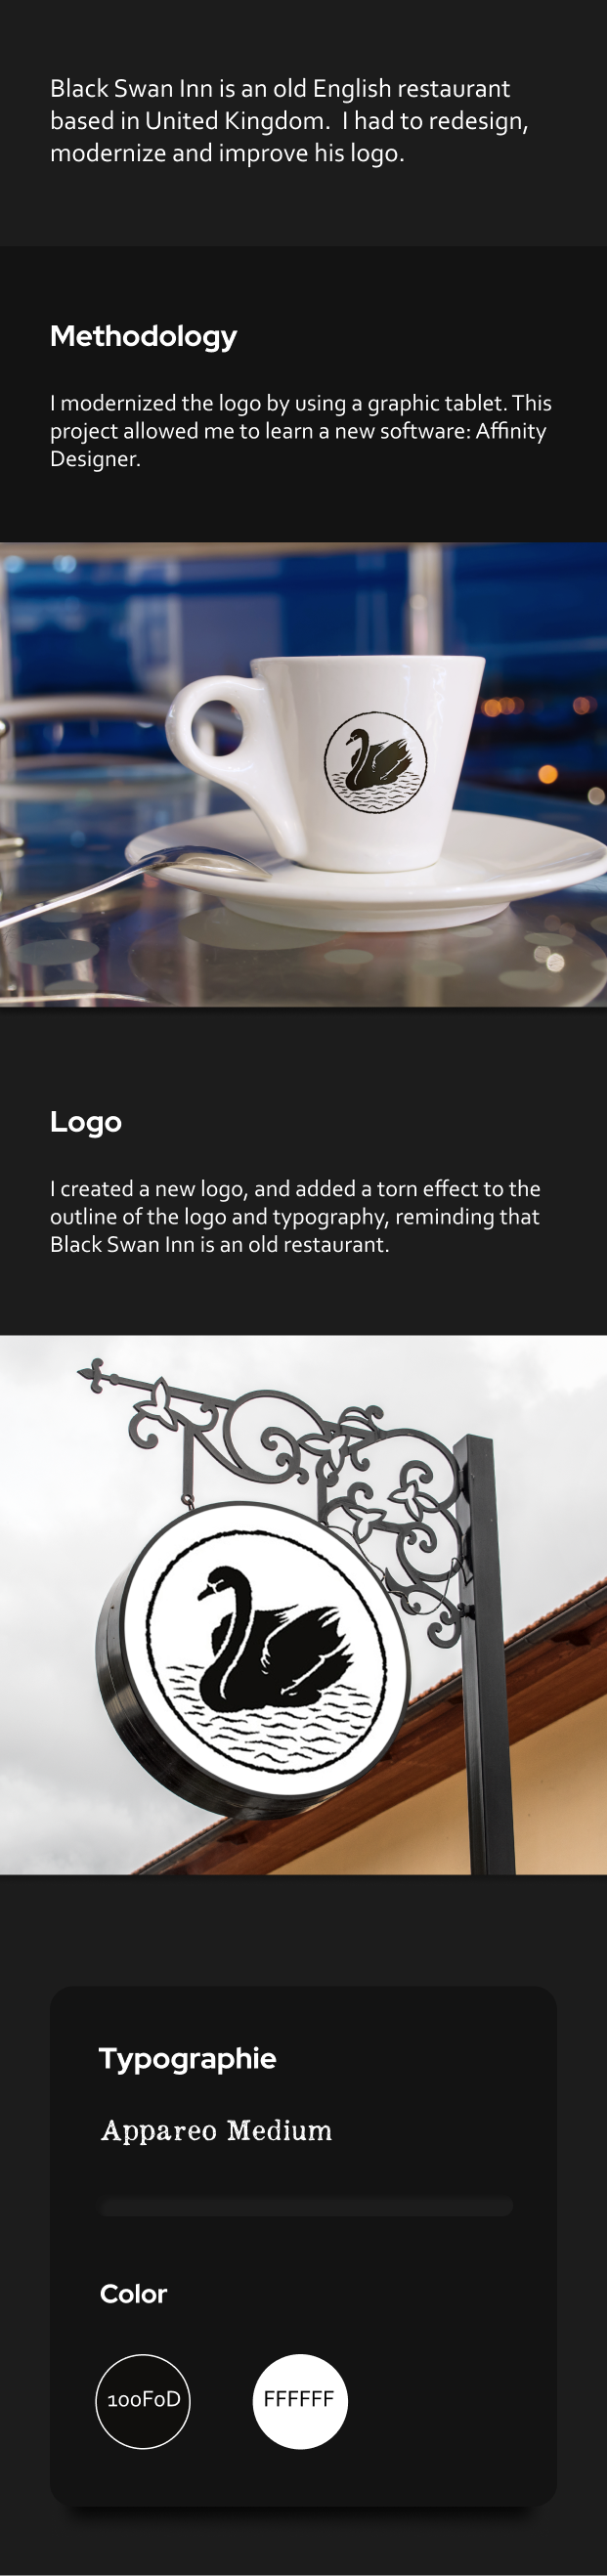 Black Swan Inn is an old English restaurant
based in United Kingdom.  I had to redesign,
modernize and improve his logo.
Methodology
I modernized the logo by using a graphic tablet. This
project allowed me to learn a new software: Affinity
Designer.
Logo
I created a new logo, and added a torn effect to the
outline of the logo and typography, reminding that
Black Swan Inn is an old restaurant.
Typographie
Appareo Medium
Color
100F0D
FFFFFF